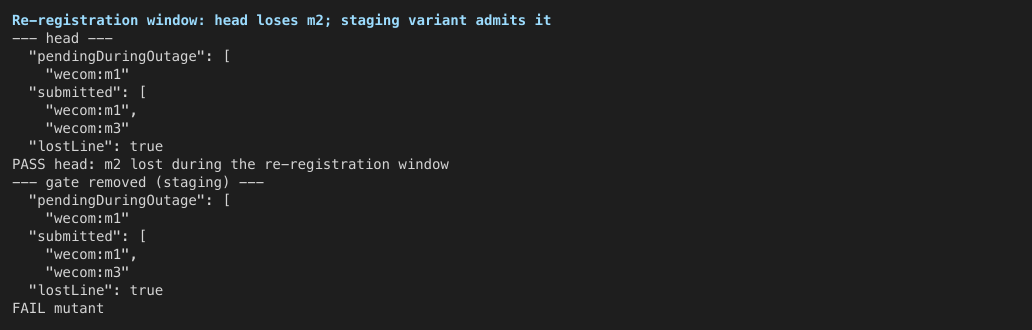 Re-registration window: head loses m2; staging variant admits it
--- head ---
  "pendingDuringOutage": [
    "wecom:m1"
  "submitted": [
    "wecom:m1",
    "wecom:m3"
  "lostLine": true
PASS head: m2 lost during the re-registration window
--- gate removed (staging) ---
  "pendingDuringOutage": [
    "wecom:m1"
  "submitted": [
    "wecom:m1",
    "wecom:m3"
  "lostLine": true
FAIL mutant